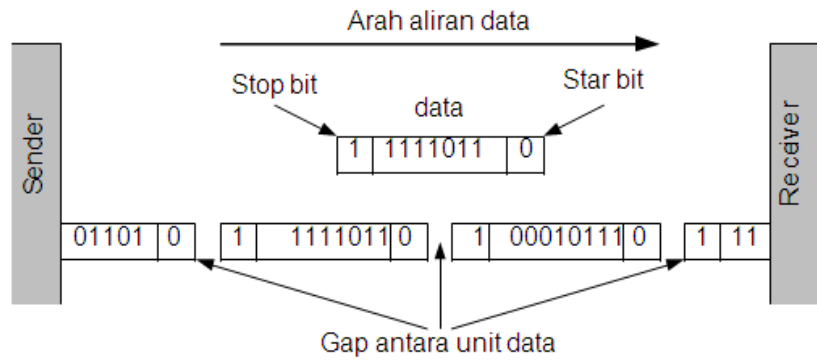 Arah aliran data
Stop bit
Star bit
data
1 1111011 0
Sender
Receiver
01101 0 1 1111011 0 1 00010111 0 1 11
Gap antara unit data